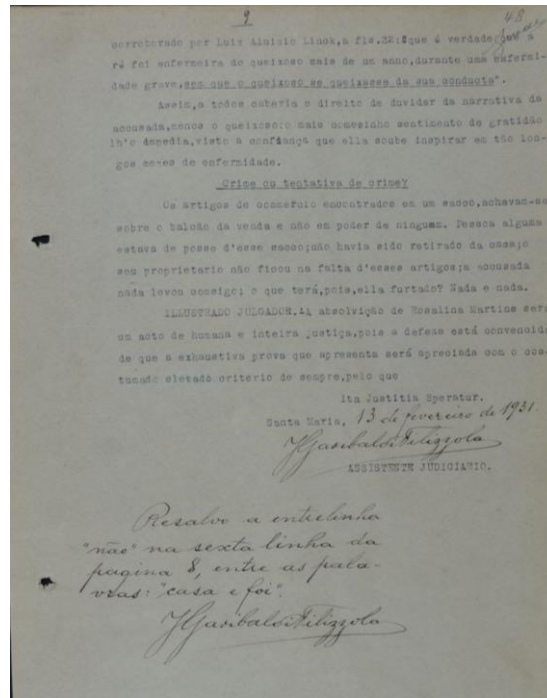 9
48
corroborado por Luis Aluisio Linck,a fls.32:"que é verdade que a
ré foi enfermeira do queixoso mais de um anno,durante uma enfermi-
dade grave,sem que o queixoso se queixasse da sua conducta".
Assim,a todos caberia o direito de duvidar da narrativa da
accusada,menos o queixoso:o mais comesinho sentimento de gratidão
lh'o impedia,visto a confiança que ella soube inspirar em tão lon-
gos mezes de enfermidade.
Crime ou tentativa de crime?
Os artigos de commercio encontrados em um sacco,achavam-se
sobre o balcão da venda e não em poder de ninguem. Pessoa alguma
estava de posse d'esse sacco;não havia sido retirado da casa;o
seu proprietario não ficou na falta d'esses artigos;a accusada
nada levou comsigo; o que terá,pois,ella furtado? Nada e nada.
ILLUSTRADO JULGADOR.A absolvição de Rosalina Martins será
um acto de humana e inteira justiça,pois a defesa está convencida
de que a exhaustiva prova que apresenta será apreciada com o cos-
tumado elevado criterio de sempre,pelo que
Ita Justitia Speratur.
Santa Maria, 13 de fevereiro de 1931.
JGaribaldi Filizzola
ASSISTENTE JUDICIARIO.
Resalvo a entrelinha
"não" na sexta linha da
pagina 8, entre as pala-
vras: "casa e foi".
JGaribaldi Filizzola